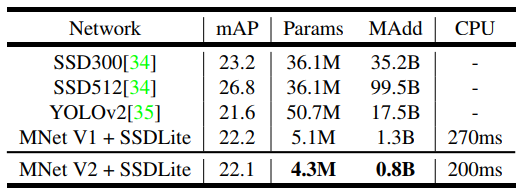 Network mAP Params MAdd CPU
SSD300[34] 23.2 36.1M 35.2B -
SSD512[34] 26.8 36.1M 99.5B -
YOLOv2[35] 21.6 50.7M 17.5B -
MNet V1 + SSDLite 22.2 5.1M 1.3B 270ms
MNet V2 + SSDLite 22.1 4.3M 0.8B 200ms